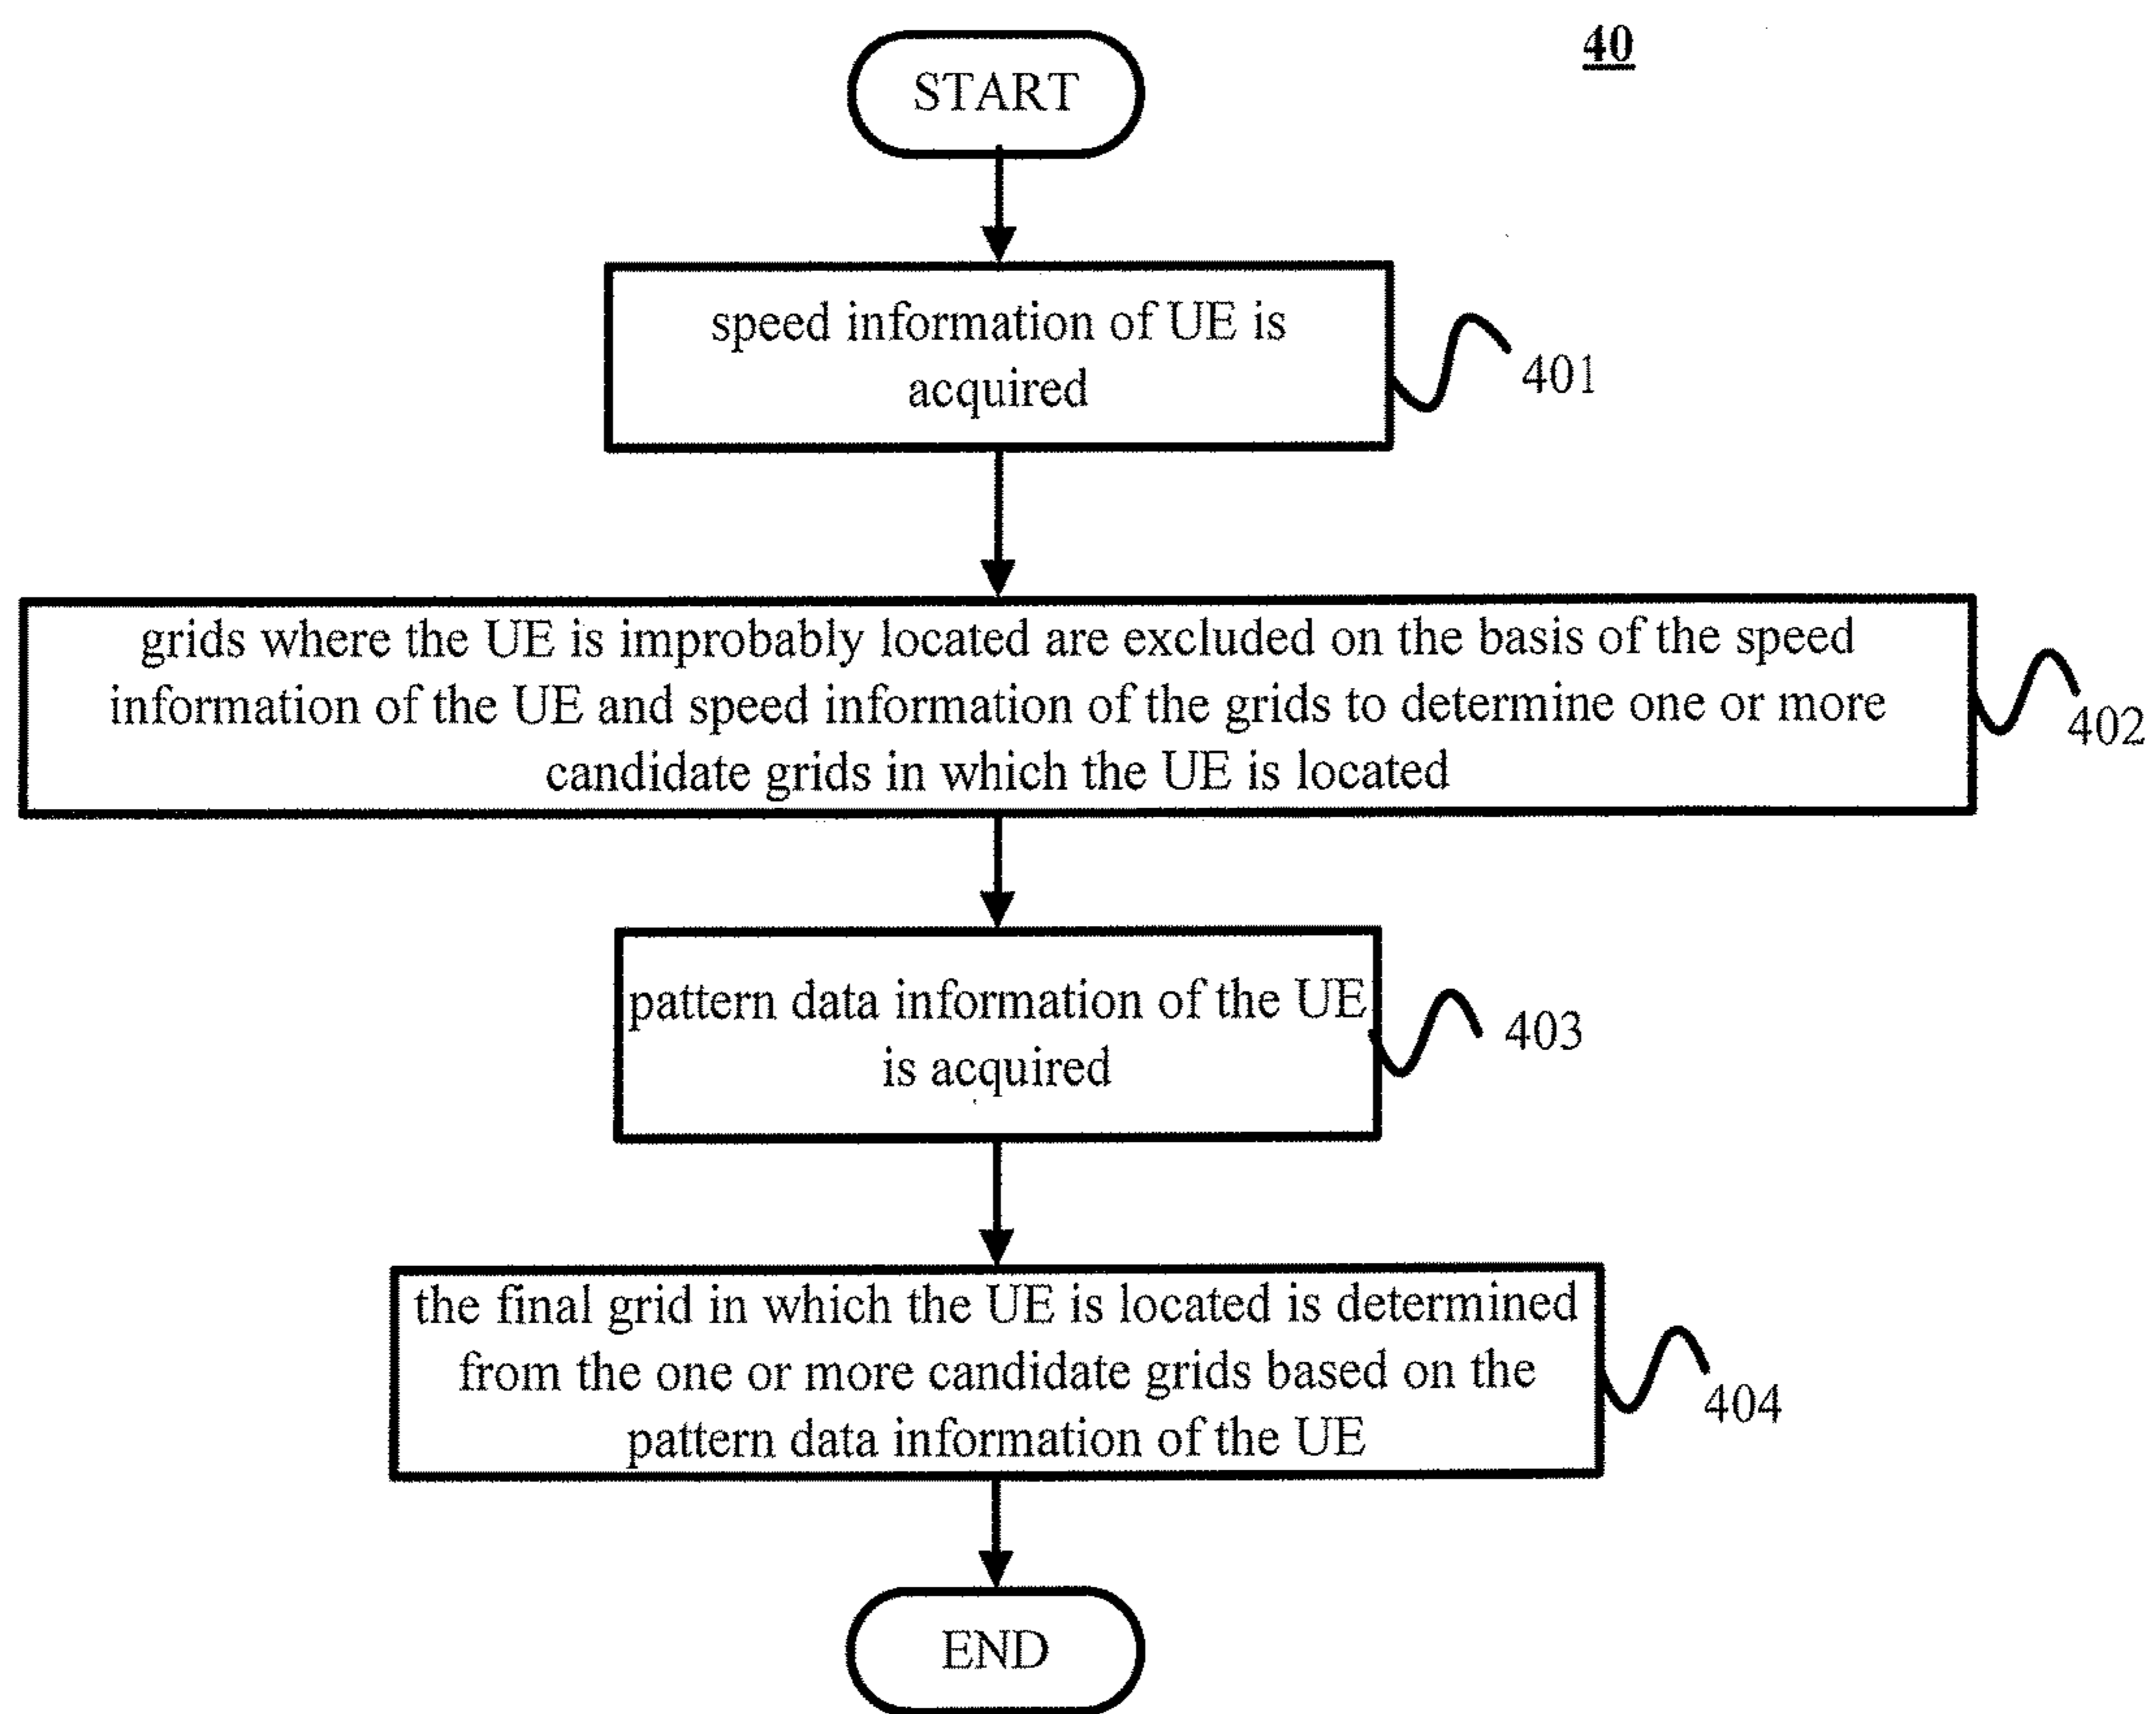 40
START
speed information of UE is
acquired
401
grids where the UE is improbably located are excluded on the basis of the speed
information of the UE and speed information of the grids to determine one or more
candidate grids in which the UE is located
402
pattern data information of the UE
is acquired
403
the final grid in which the UE is located is determined
from the one or more candidate grids based on the
pattern data information of the UE
404
END